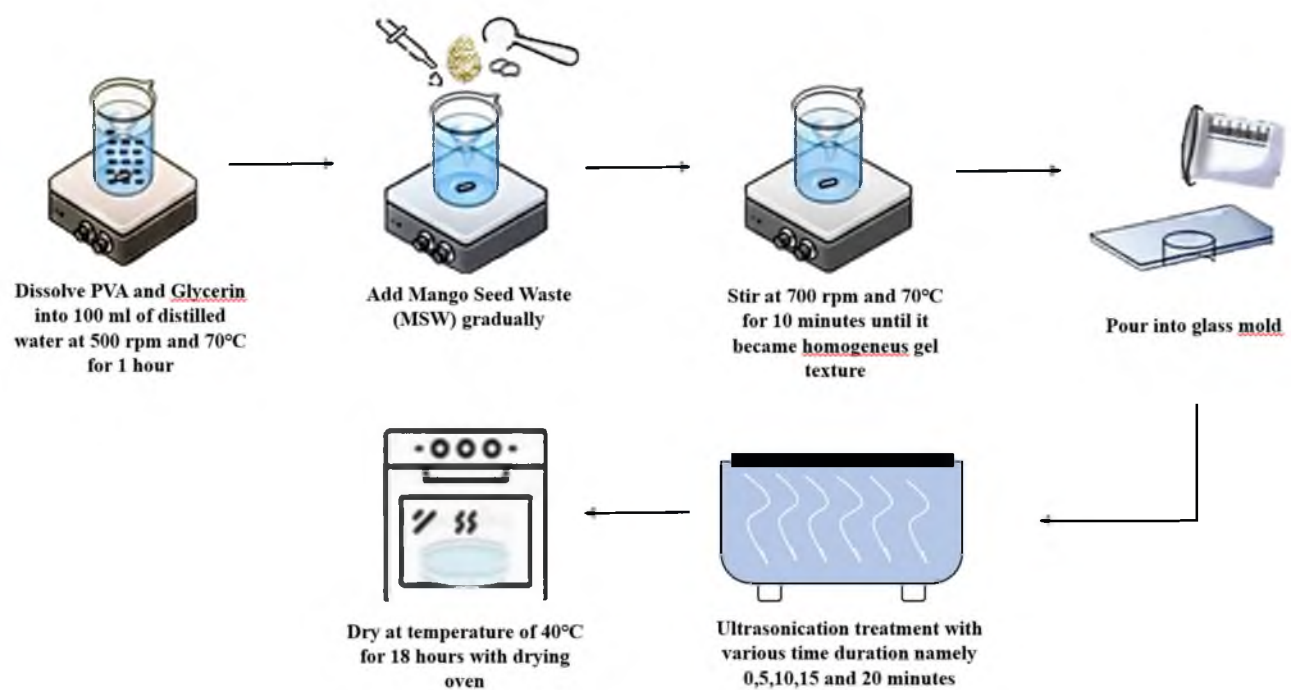 Dissolve PVA and Glycerin
into 100 ml of distilled
water at 500 rpm and 70°C
for 1 hour
Add Mango Seed Waste
(MSW) gradually
Stir at 700 rpm and 70°C
for 10 minutes until it
became homogeneus gel
texture
Pour into glass mold
Dry at temperature of 40°C
for 18 hours with drying
oven
Ultrasonication treatment with
various time duration namely
0,5,10,15 and 20 minutes